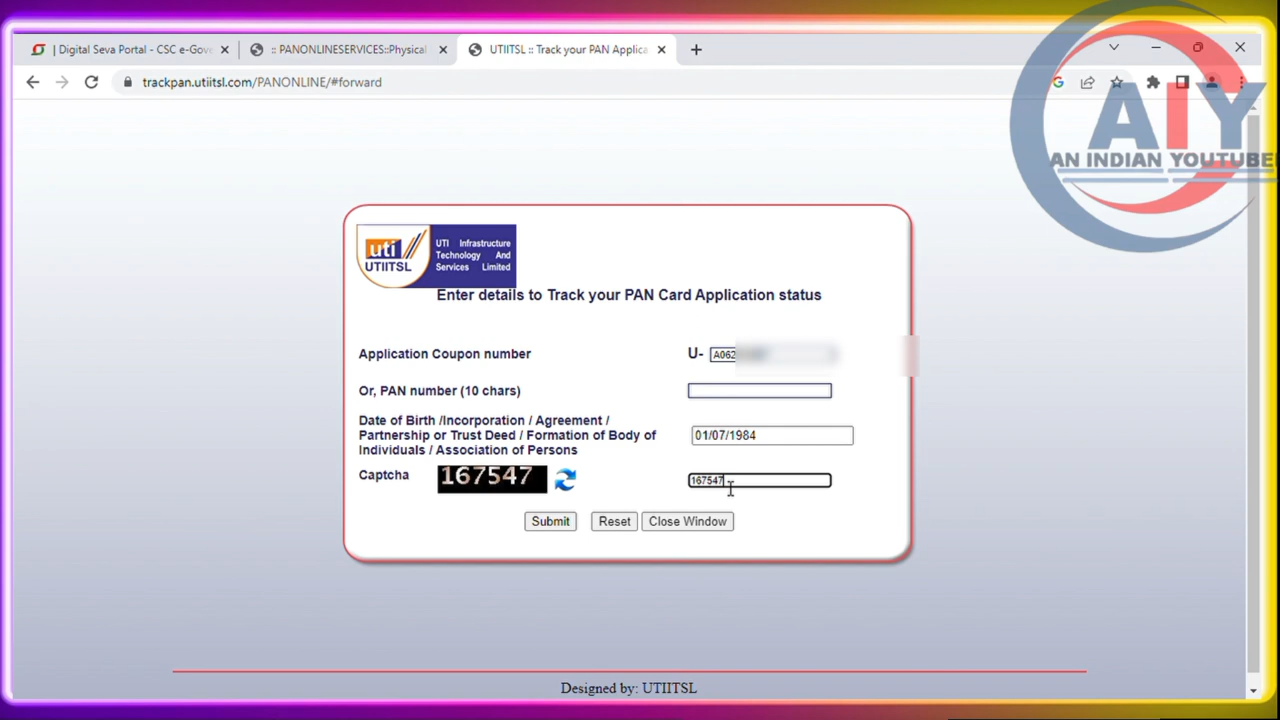 | Digital Seva Portal - CSC e-Gov
:: PANONLINESERVICES::Physical
UTIITSL :: Track your PAN Applica
trackpan.utiitsl.com/PANONLINE/#forward
AIY
AN INDIAN YOUTUBE
uti
UTIITSL
UTI Infrastructure
Technology And
Services Limited
Enter details to Track your PAN Card Application status
Application Coupon number
U- A062
Or, PAN number (10 chars)
Date of Birth /Incorporation / Agreement /
Partnership or Trust Deed / Formation of Body of
Individuals / Association of Persons
01/07/1984
Captcha 167547 167547
Submit Reset Close Window
Designed by: UTIITSL